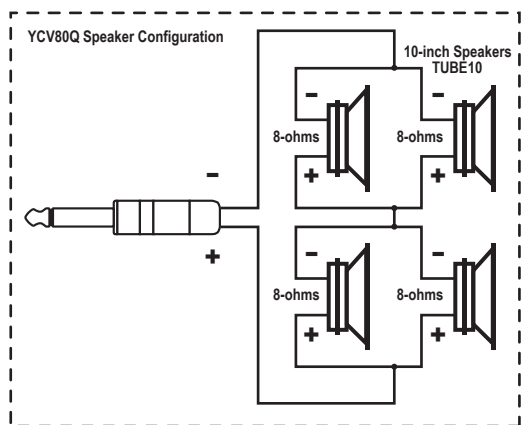 YCV80Q Speaker Configuration
10-inch Speakers
TUBE10
-
-
8-ohms
8-ohms
+
+
-
+
-
-
8-ohms
8-ohms
+
+